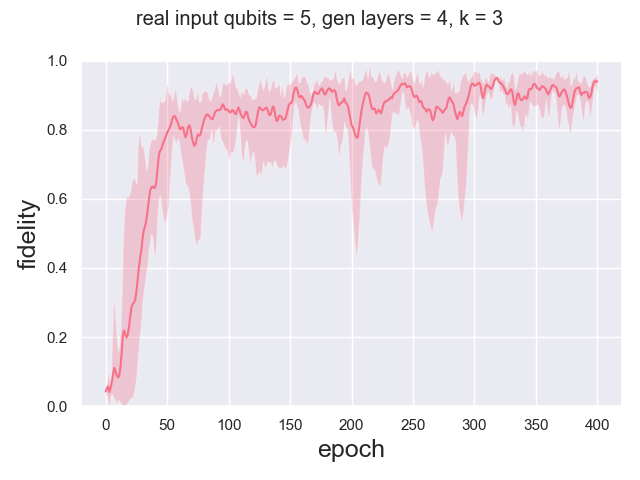 real input qubits = 5, gen layers = 4, k = 3
1.0
0.8
0.6
0.4
0.2
0.0
fidelity
0 50 100 150 200 250 300 350 400
epoch